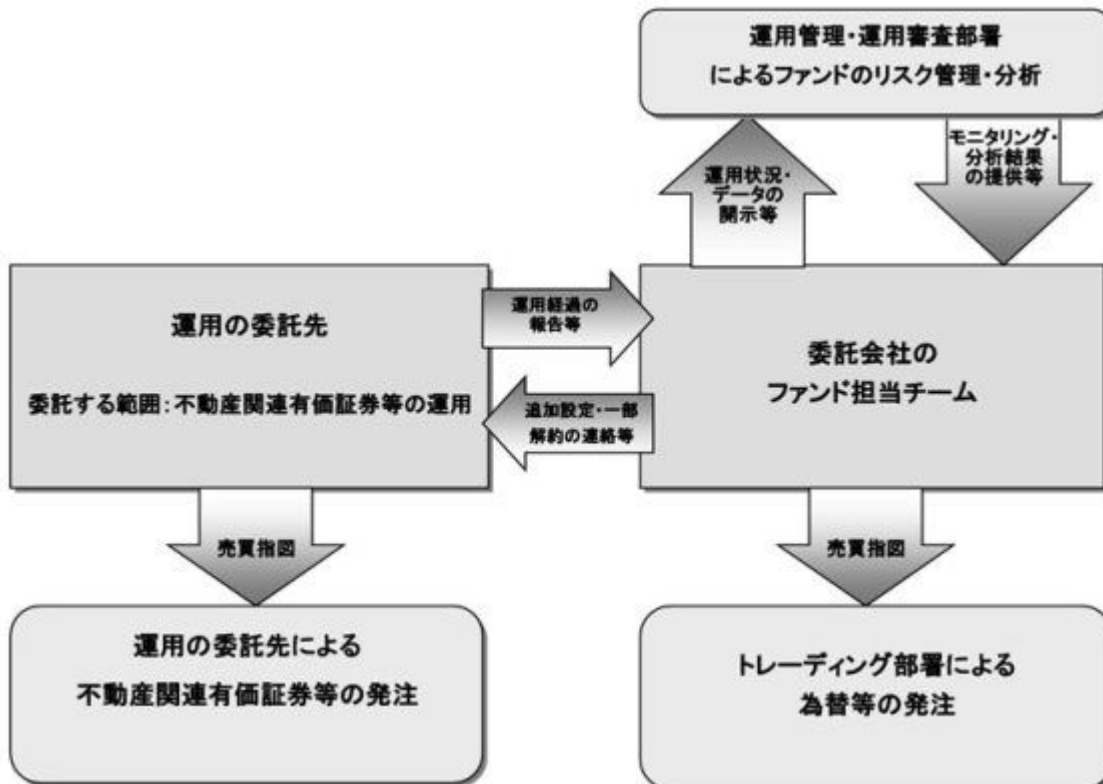 運用管理・運用審査部署
によるファンドのリスク管理・分析
運用状況・
データの
開示等
モニタリング・
分析結果
の提供等
運用の委託先
委託する範囲：不動産関連有価証券等の運用
運用経過の
報告等
追加設定・一部
解約の連絡等
委託会社の
ファンド担当チーム
売買指図
売買指図
運用の委託先による
不動産関連有価証券等の発注
トレーディング部署による
為替等の発注